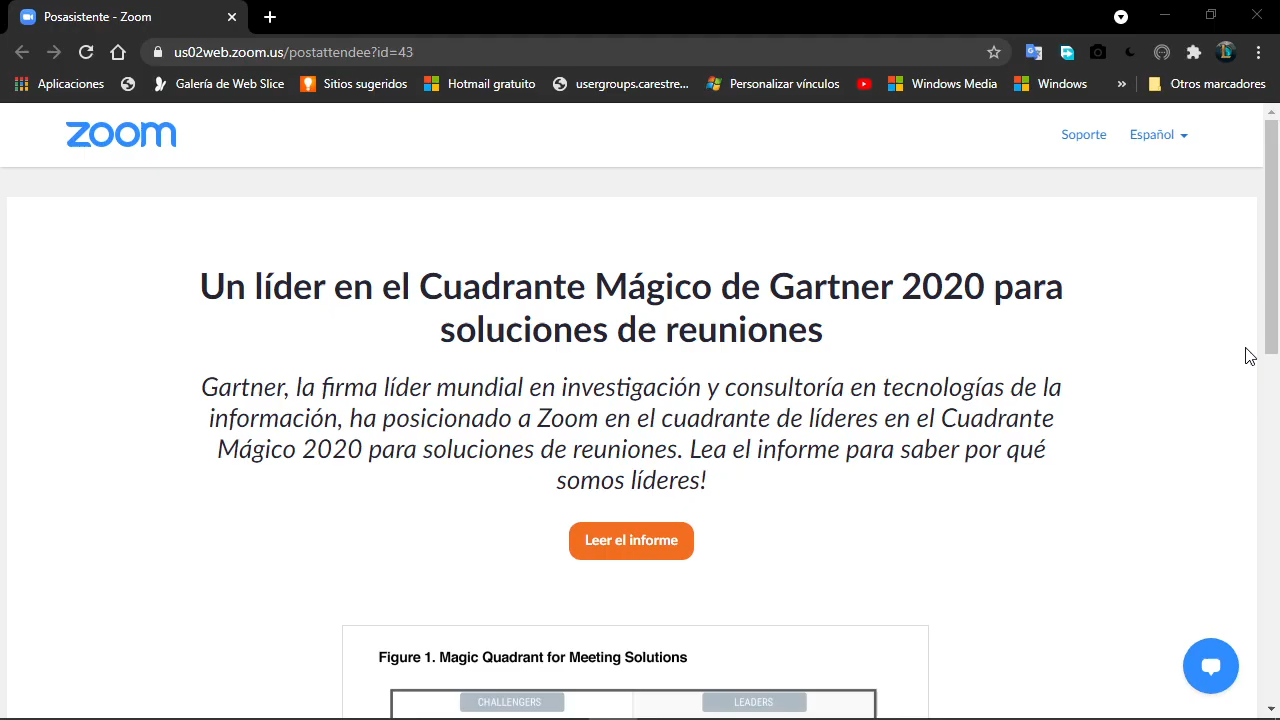 Posasistente - Zoom
us02web.zoom.us/postattendee?id=43
Aplicaciones
Galería de Web Slice
Sitios sugeridos
Hotmail gratuito
usergroups.carestre...
Personalizar vínculos
Windows Media
Windows
»
Otros marcadores
zoom
Soporte
Español
Un líder en el Cuadrante Mágico de Gartner 2020 para
soluciones de reuniones
Gartner, la firma líder mundial en investigación y consultoría en tecnologías de la
información, ha posicionado a Zoom en el cuadrante de líderes en el Cuadrante
Mágico 2020 para soluciones de reuniones. Lea el informe para saber por qué
somos líderes!
Leer el informe
Figure 1. Magic Quadrant for Meeting Solutions
CHALLENGERS
LEADERS